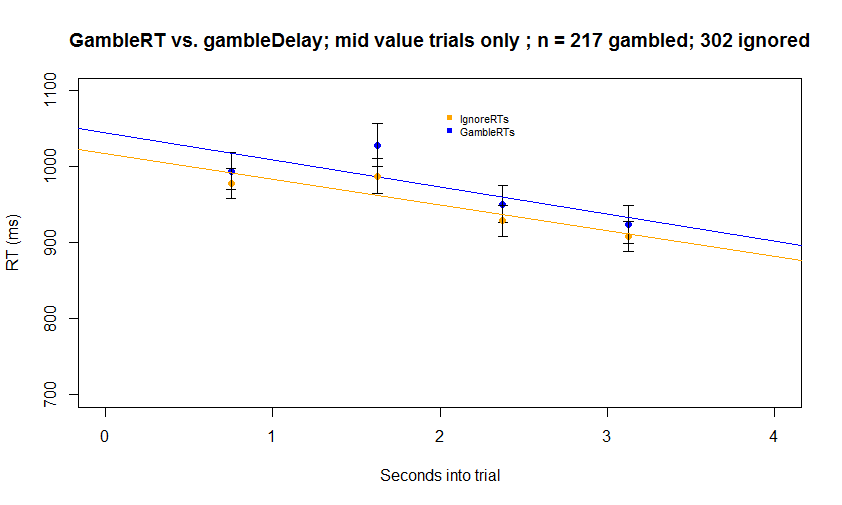 GambleRT vs. gambleDelay; mid value trials only ; n = 217 gambled; 302 ignored
1100
1000
900
800
700
RT (ms)
IgnoreRTs
GambleRTs
0 1 2 3 4
Seconds into trial